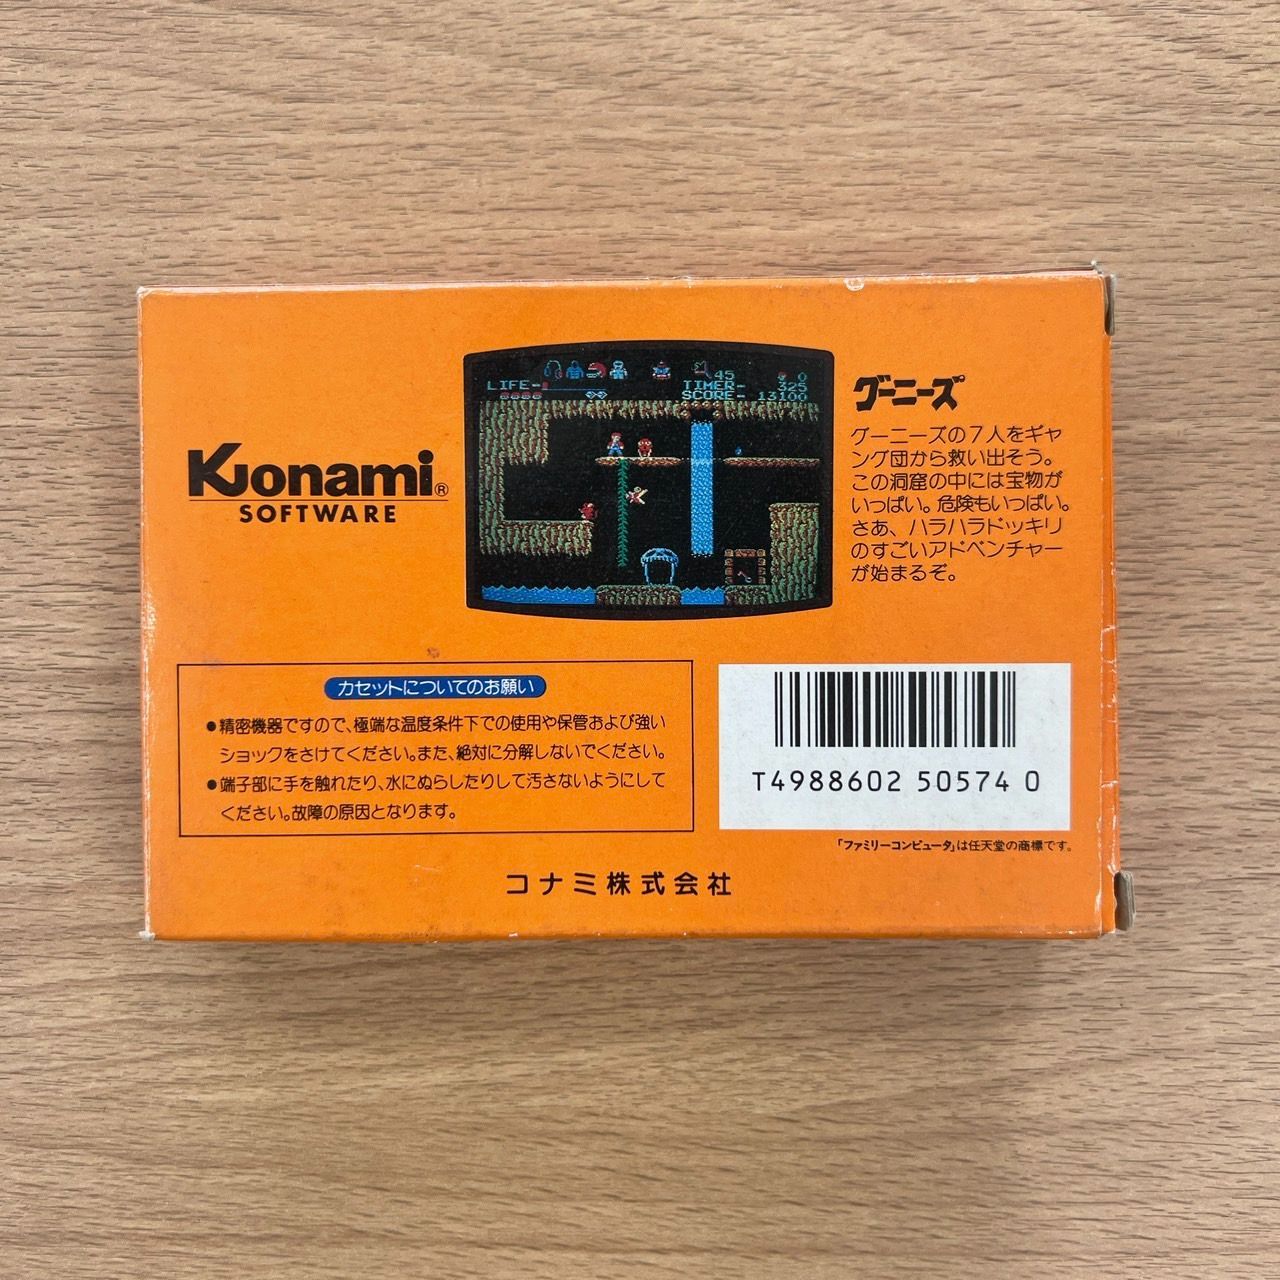 LIFE-
45
0
TIMER- 325
SCORE- 13100
Konami®
SOFTWARE
グーニーズ
グーニーズの7人をギャ
ング団から救い出そう。
この洞窟の中には宝物が
いっぱい。危険もいっぱい。
さあ、ハラハラドッキリ
のすごいアドベンチャー
が始まるぞ。
カセットについてのお願い
●精密機器ですので、極端な温度条件下での使用や保管および強い
ショックをさけてください。また、絶対に分解しないでください。
●端子部に手を触れたり、水にぬらしたりして汚さないようにして
ください。故障の原因となります。
T4988602 50574 0
「ファミリーコンピュータ」は任天堂の商標です。
コナミ株式会社